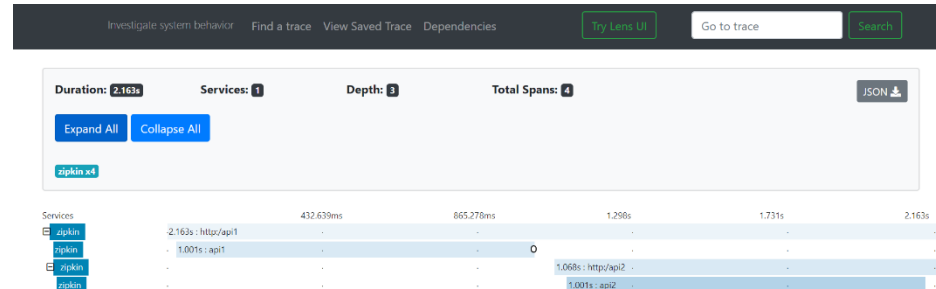 Investigate system behavior Find a trace View Saved Trace Dependencies Try Lens UI Go to trace Search
Duration: 2.163s Services: 1 Depth: 3 Total Spans: 4 JSON
Expand All Collapse All
zipkin x4
Services 432.639ms 865.278ms 1.298s 1.731s 2.163s
zipkin 2.163s : http:/api1
zipkin 1.001s : api1
zipkin 1.068s : http:/api2
zipkin 1.001s : api2